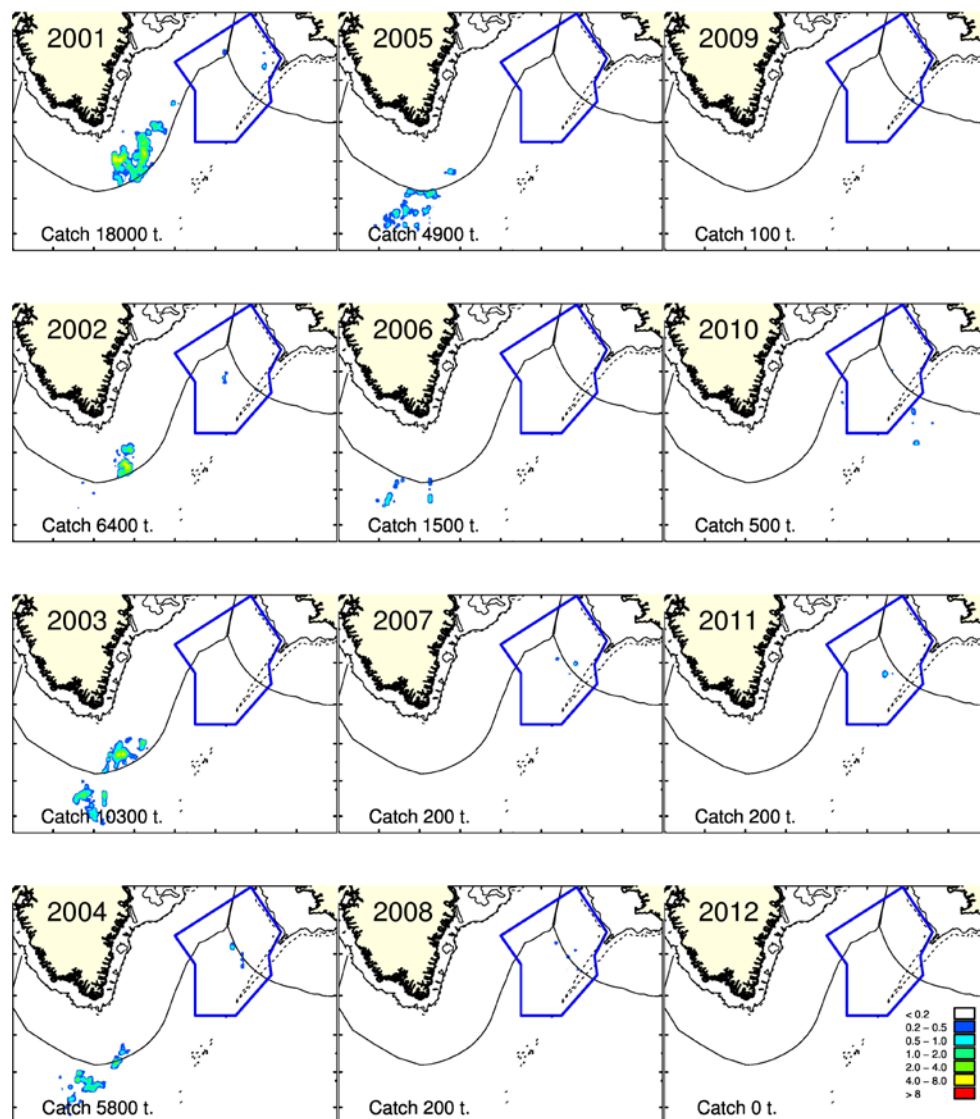 2001
Catch 18000 t.
2005
Catch 4900 t.
2009
Catch 100 t.
2002
Catch 6400 t.
2006
Catch 1500 t.
2010
Catch 500 t.
2003
Catch 10300 t.
2007
Catch 200 t.
2011
Catch 200 t.
2004
Catch 5800 t.
2008
Catch 200 t.
2012
Catch 0 t.
< 0.2
0.2 – 0.5
0.5 – 1.0
1.0 – 2.0
2.0 – 4.0
4.0 – 8.0
> 8